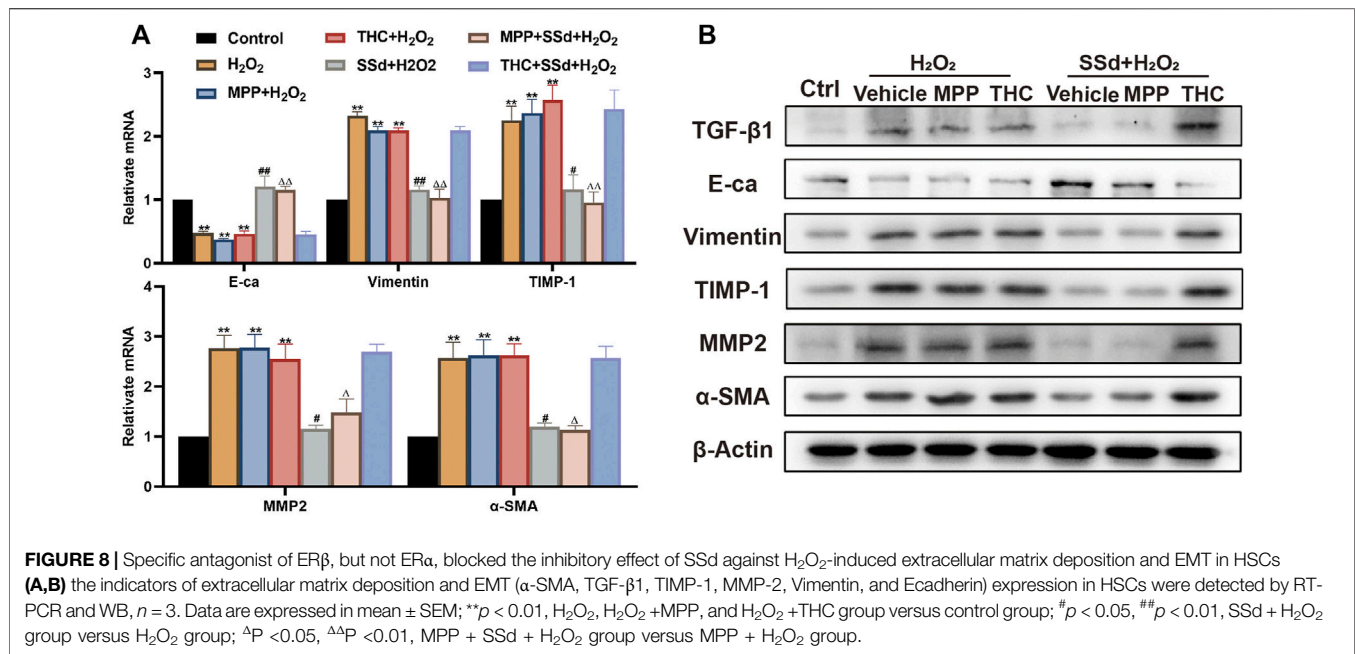 A
Control
H₂O₂
MPP+H₂O₂
THC+H₂O₂
SSd+H2O2
MPP+SSd+H₂O₂
THC+SSd+H₂O₂
Relativate mRNA
3
2
1
0
** ** ** ## ΔΔ
** ** ** ## ΔΔ
** ** ** # ΔΔ
E-ca Vimentin TIMP-1
Relativate mRNA
4
3
2
1
0
** ** ** # Δ
** ** ** # Δ
MMP2 α-SMA
B
H₂O₂ SSd+H₂O₂
Ctrl Vehicle MPP THC Vehicle MPP THC
TGF-β1
E-ca
Vimentin
TIMP-1
MMP2
α-SMA
β-Actin
FIGURE 8 | Specific antagonist of ERβ, but not ERα, blocked the inhibitory effect of SSd against H₂O₂-induced extracellular matrix deposition and EMT in HSCs
(A,B) the indicators of extracellular matrix deposition and EMT (α-SMA, TGF-β1, TIMP-1, MMP-2, Vimentin, and Ecadherin) expression in HSCs were detected by RT-
PCR and WB, n = 3. Data are expressed in mean ± SEM; **p < 0.01, H₂O₂, H₂O₂ +MPP, and H₂O₂ +THC group versus control group; #p < 0.05, ##p < 0.01, SSd + H₂O₂
group versus H₂O₂ group; ΔP <0.05, ΔΔP <0.01, MPP + SSd + H₂O₂ group versus MPP + H₂O₂ group.